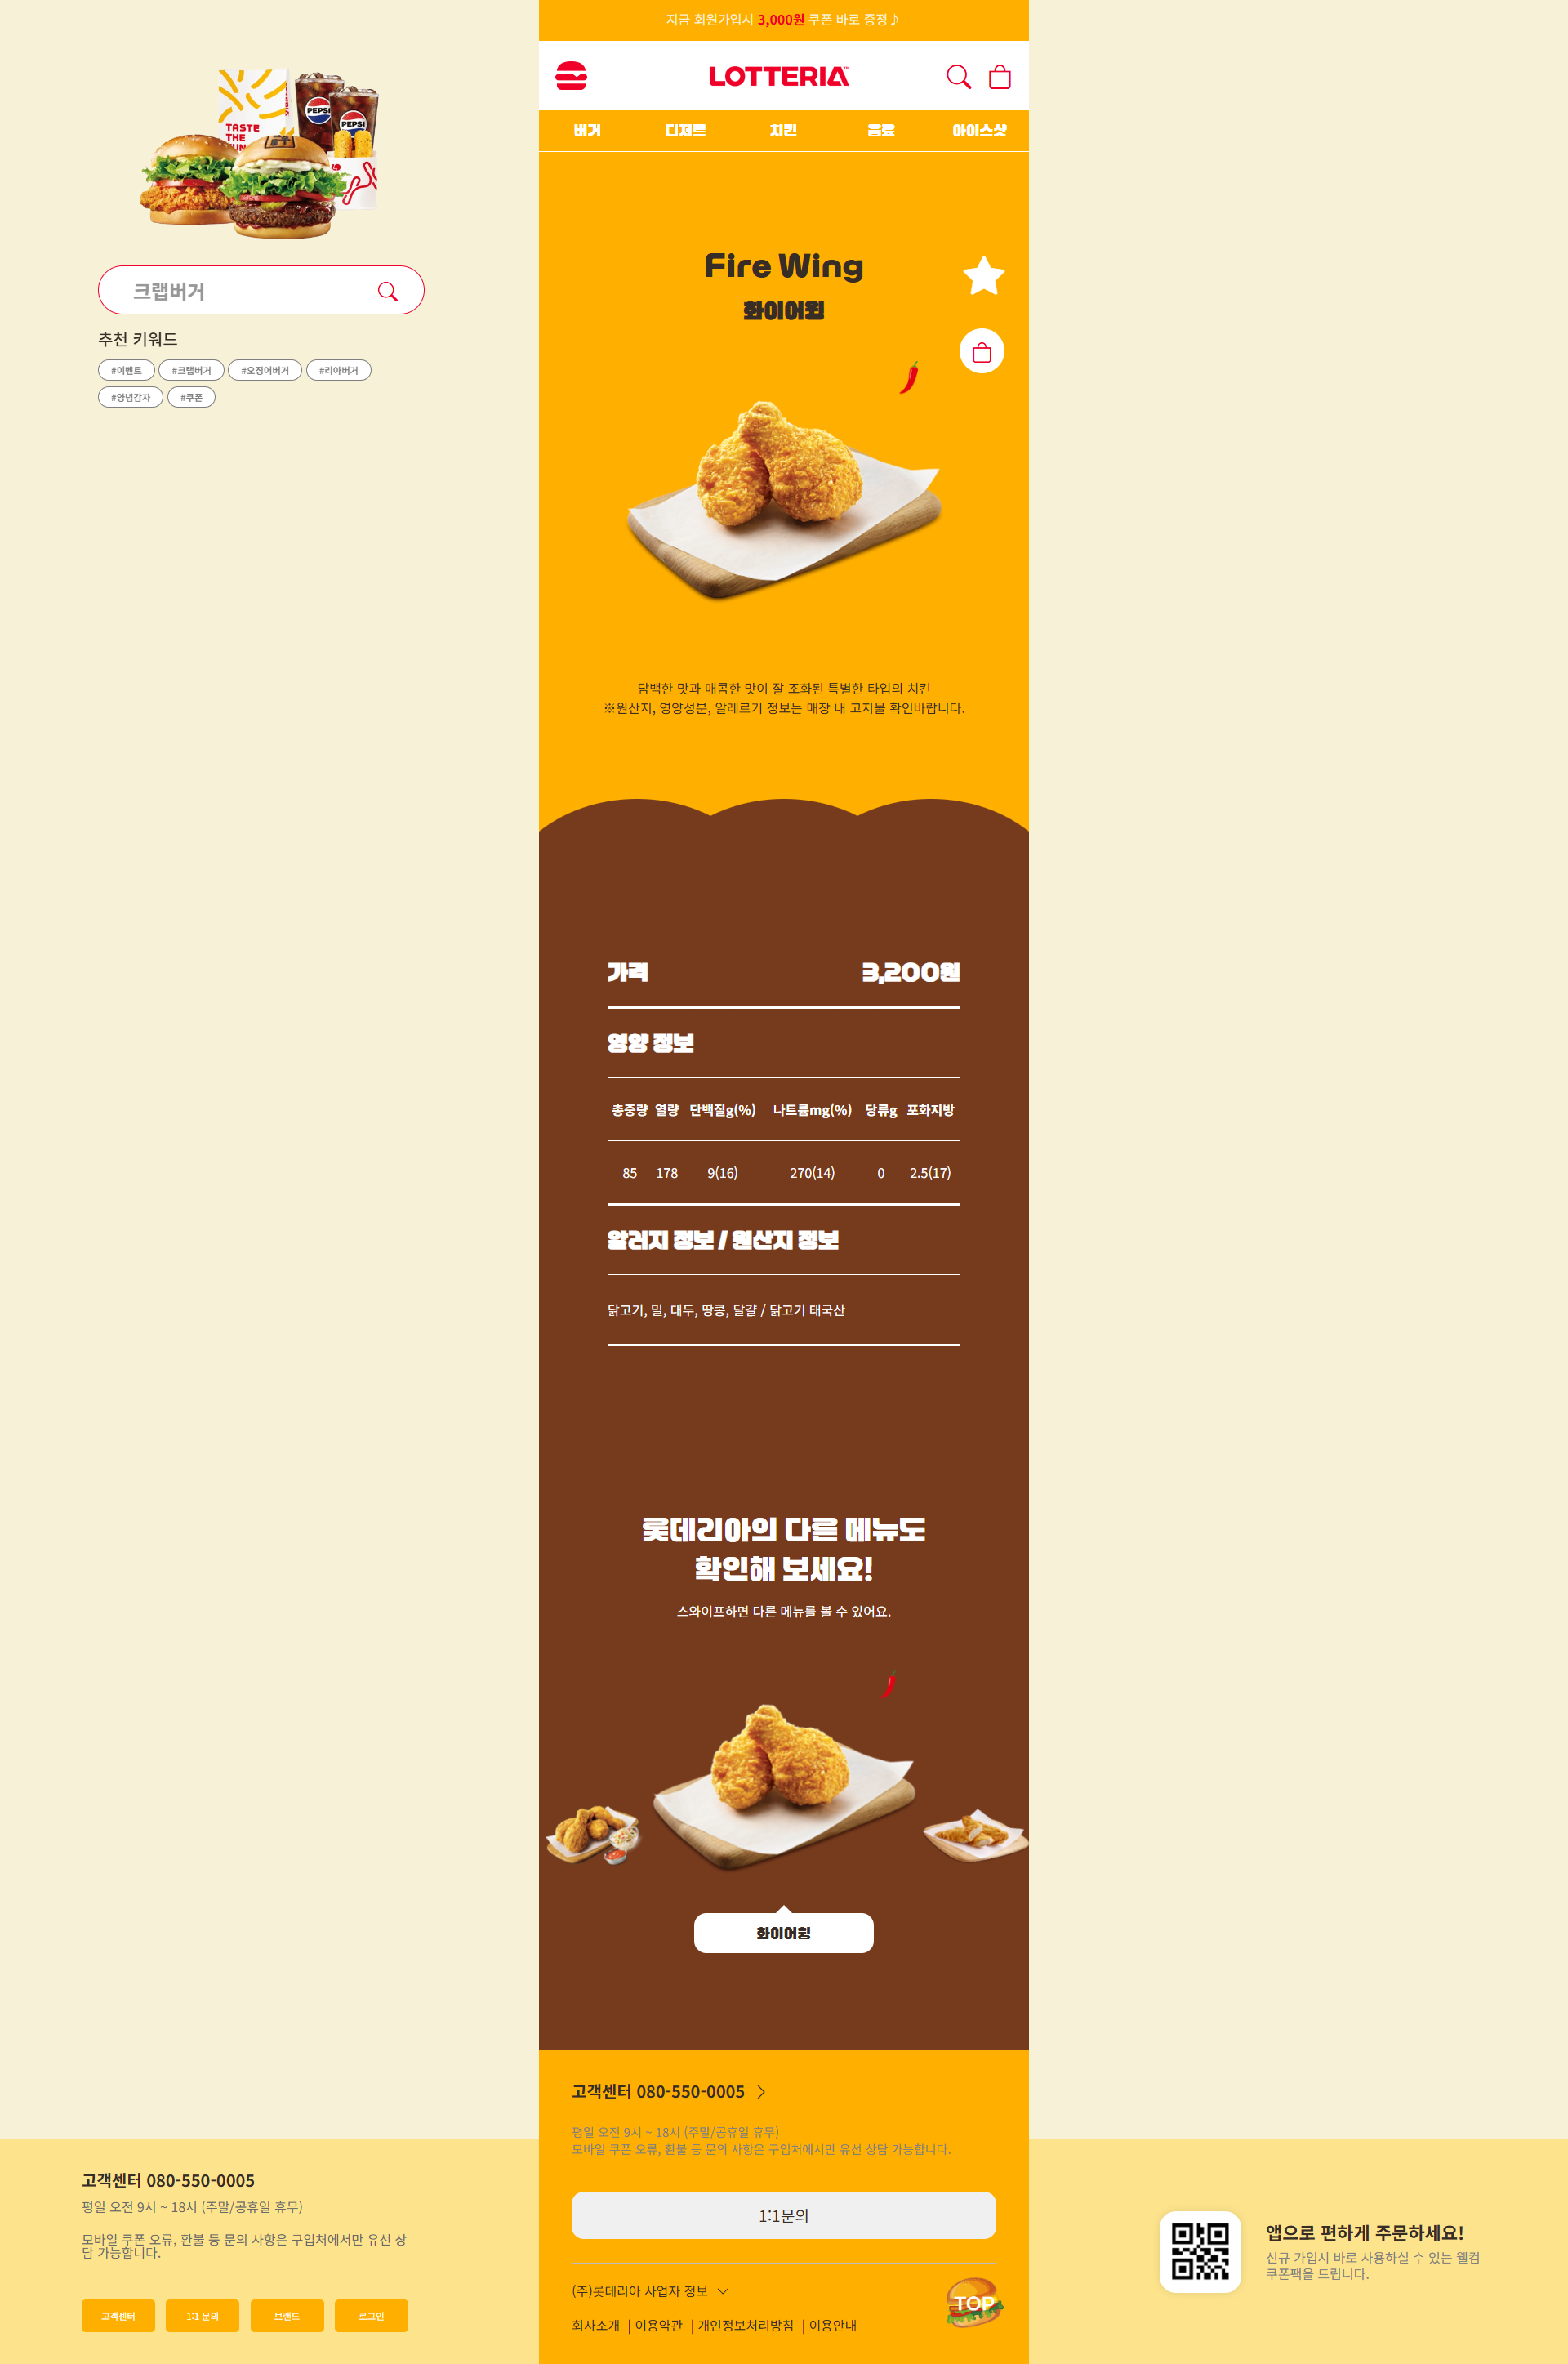 지금 회원가입시 3,000원 쿠폰 바로 증정♪
LOTTERIA™
버거 디저트 치킨 음료 아이스샷
TASTE
THE
PEPSI
PEPSI
크랩버거
추천 키워드
#이벤트 #크랩버거 #오징어버거 #리아버거
#양념감자 #쿠폰
Fire Wing
화이어윙
담백한 맛과 매콤한 맛이 잘 조화된 특별한 타입의 치킨
※원산지, 영양성분, 알레르기 정보는 매장 내 고지물 확인바랍니다.
가격 3,200원
영양 정보
총중량 열량 단백질g(%) 나트륨mg(%) 당류g 포화지방
85 178 9(16) 270(14) 0 2.5(17)
알러지 정보 / 원산지 정보
닭고기, 밀, 대두, 땅콩, 달걀 / 닭고기 태국산
롯데리아의 다른 메뉴도
확인해 보세요!
스와이프하면 다른 메뉴를 볼 수 있어요.
화이어윙
고객센터 080-550-0005
평일 오전 9시 ~ 18시 (주말/공휴일 휴무)
모바일 쿠폰 오류, 환불 등 문의 사항은 구입처에서만 유선 상담 가능합니다.
1:1문의
(주)롯데리아 사업자 정보
회사소개 | 이용약관 | 개인정보처리방침 | 이용안내
TOP
고객센터 080-550-0005
평일 오전 9시 ~ 18시 (주말/공휴일 휴무)
모바일 쿠폰 오류, 환불 등 문의 사항은 구입처에서만 유선 상
담 가능합니다.
고객센터 1:1 문의 브랜드 로그인
앱으로 편하게 주문하세요!
신규 가입시 바로 사용하실 수 있는 웰컴
쿠폰팩을 드립니다.